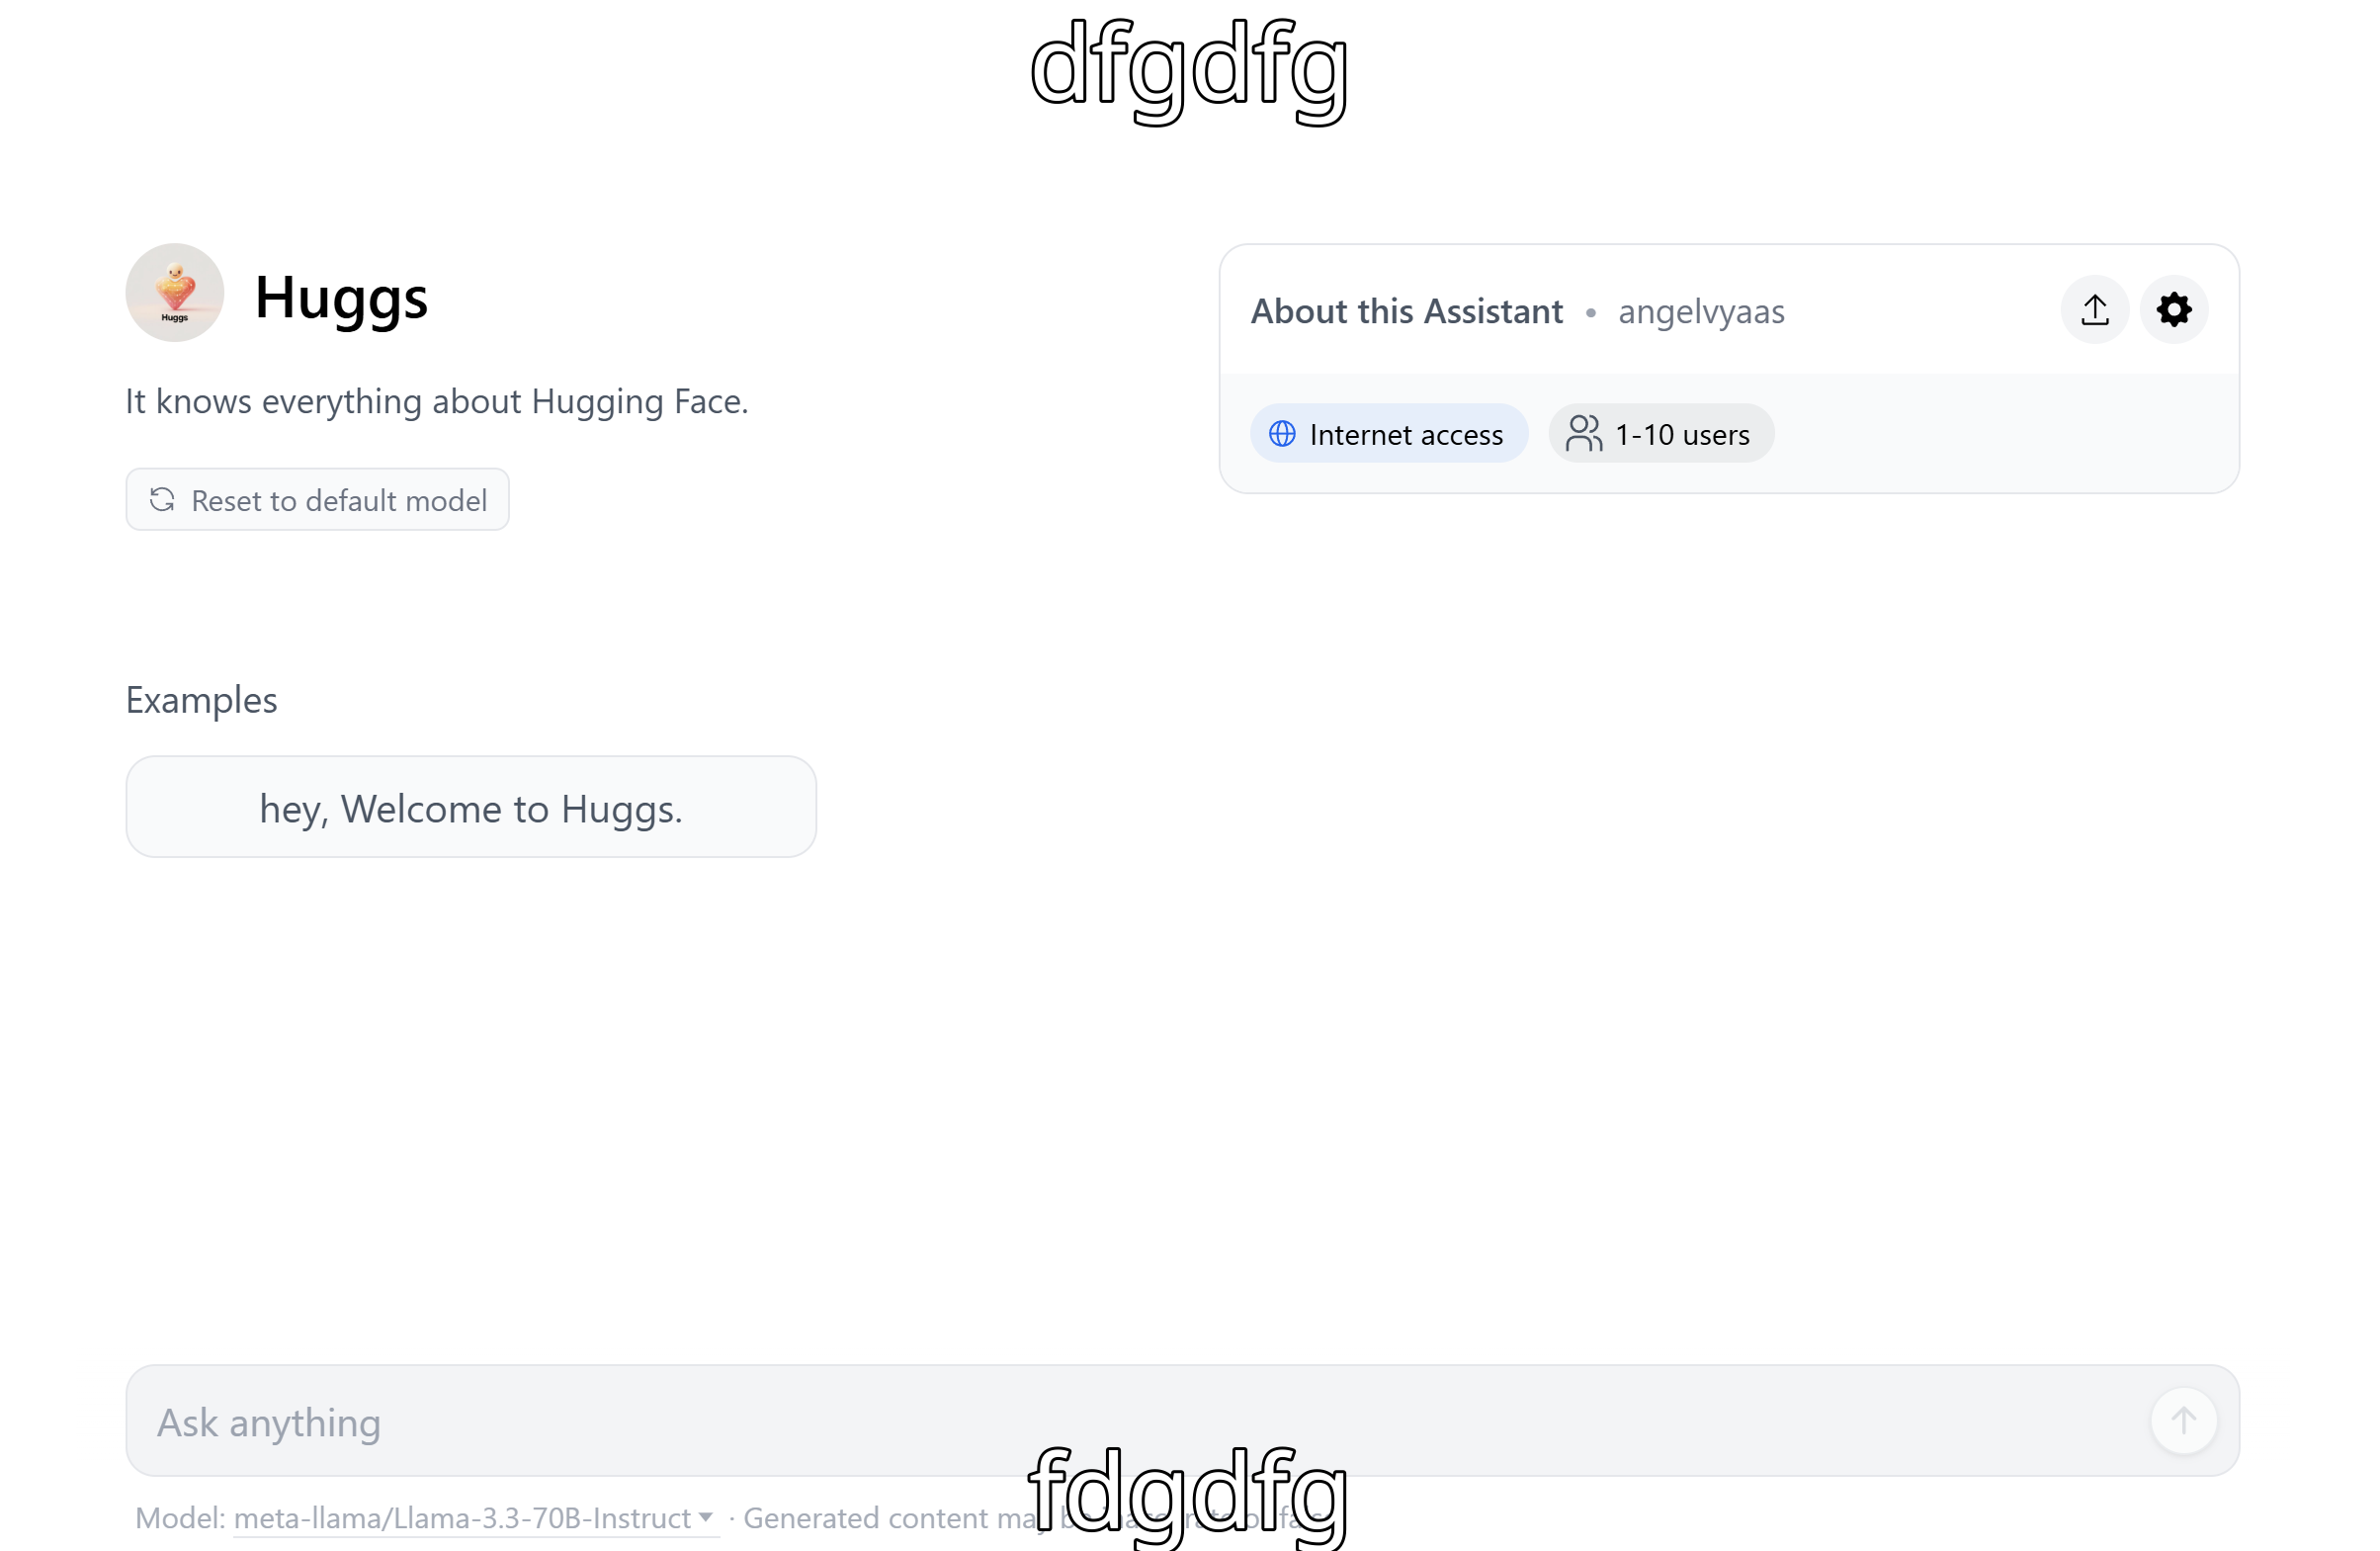 dfgdfg
Huggs
Huggs
It knows everything about Hugging Face.
Reset to default model
About this Assistant • angelvyaas
Internet access
1-10 users
Examples
hey, Welcome to Huggs.
Ask anything
fdgdfg
Model: meta-llama/Llama-3.3-70B-Instruct · Generated content may